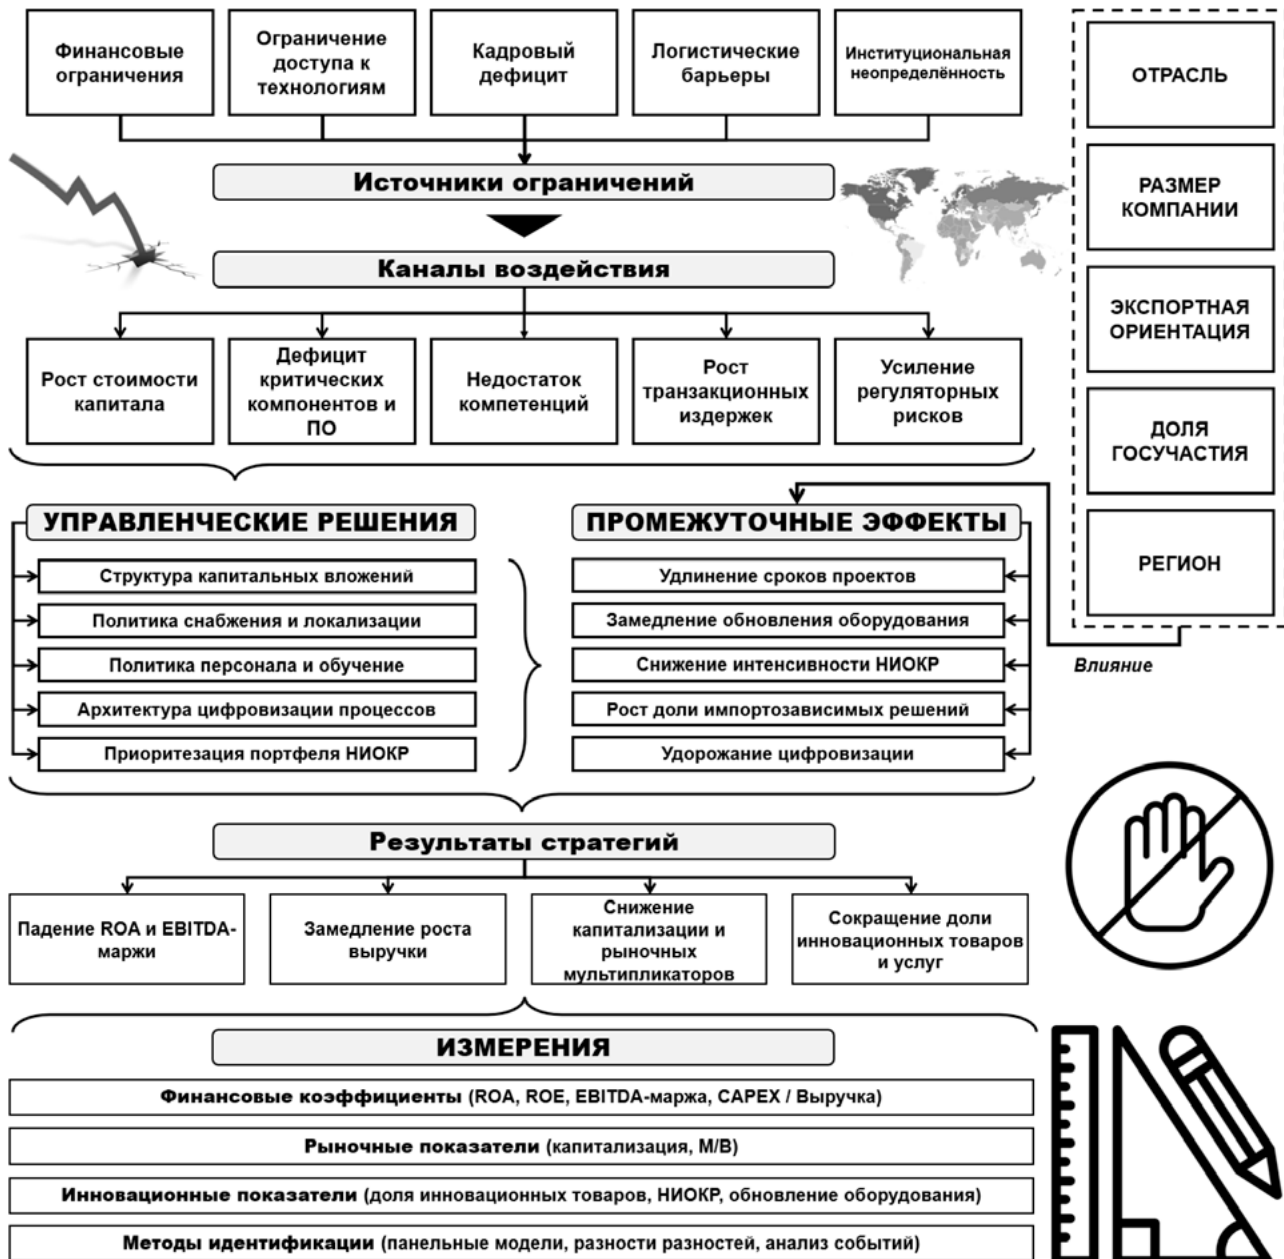 Финансовые
ограничения
Ограничение
доступа к
технологиям
Кадровый
дефицит
Логистические
барьеры
Институциональная
неопределённость
Источники ограничений
Каналы воздействия
Рост стоимости
капитала
Дефицит
критических
компонентов и
ПО
Недостаток
компетенций
Рост
транзакционных
издержек
Усиление
регуляторных
рисков
ОТРАСЛЬ
РАЗМЕР
КОМПАНИИ
ЭКСПОРТНАЯ
ОРИЕНТАЦИЯ
ДОЛЯ
ГОСУЧАСТИЯ
РЕГИОН
Влияние
УПРАВЛЕНЧЕСКИЕ РЕШЕНИЯ
Структура капитальных вложений
Политика снабжения и локализации
Политика персонала и обучение
Архитектура цифровизации процессов
Приоритезация портфеля НИОКР
ПРОМЕЖУТОЧНЫЕ ЭФФЕКТЫ
Удлинение сроков проектов
Замедление обновления оборудования
Снижение интенсивности НИОКР
Рост доли импортозависимых решений
Удорожание цифровизации
Результаты стратегий
Падение ROA и EBITDA-
маржи
Замедление роста
выручки
Снижение
капитализации и
рыночных
мультипликаторов
Сокращение доли
инновационных товаров
и услуг
ИЗМЕРЕНИЯ
Финансовые коэффициенты (ROA, ROE, EBITDA-маржа, CAPEX / Выручка)
Рыночные показатели (капитализация, M/B)
Инновационные показатели (доля инновационных товаров, НИОКР, обновление оборудования)
Методы идентификации (панельные модели, разности разностей, анализ событий)